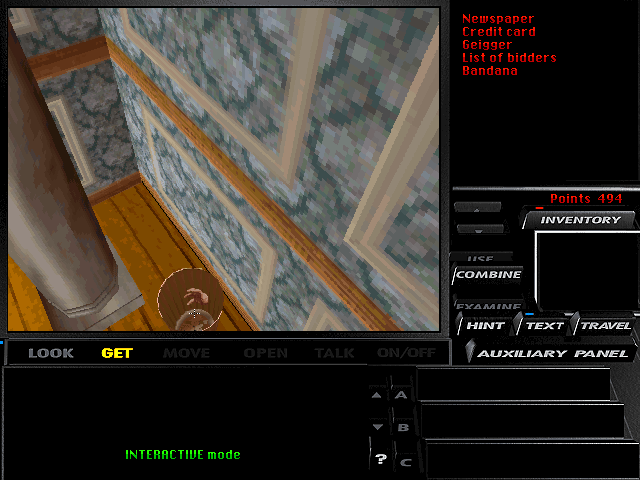 Newspaper
Credit card
Geigger
List of bidders
Bandana
Points 494
INVENTORY
USE
COMBINE
EXAMINE
HINT TEXT TRAVEL
LOOK GET MOVE OPEN TALK ON/OFF
AUXILIARY PANEL
A
B
? C
INTERACTIVE mode